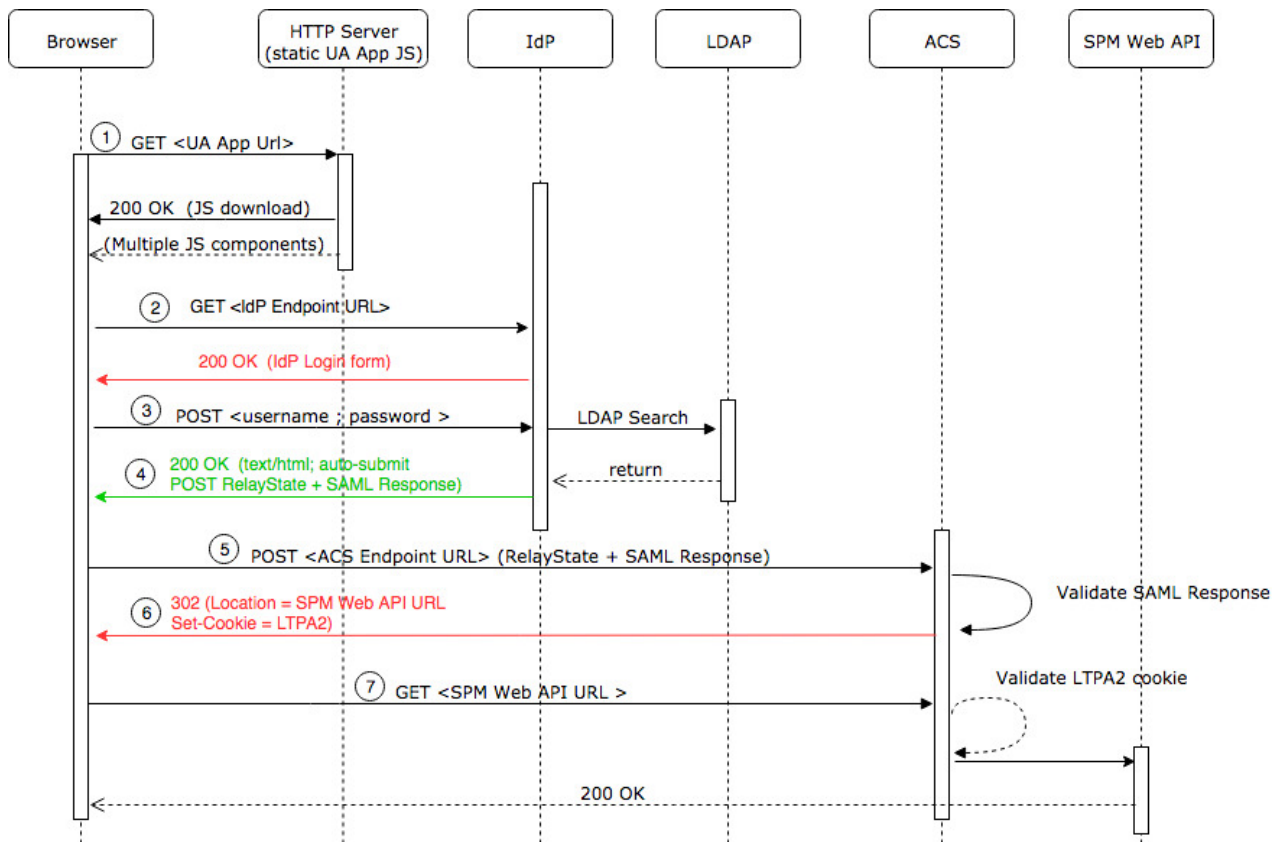 Browser
HTTP Server
(static UA App JS)
IdP
LDAP
ACS
SPM Web API
1
GET <UA App Url>
200 OK  (JS download)
(Multiple JS components)
2
GET <IdP Endpoint URL>
200 OK  (IdP Login form)
3
POST <username ; password >
LDAP Search
4
200 OK  (text/html; auto-submit
POST RelayState + SAML Response)
return
5
POST <ACS Endpoint URL> (RelayState + SAML Response)
Validate SAML Response
6
302 (Location = SPM Web API URL
Set-Cookie = LTPA2)
Validate LTPA2 cookie
7
GET <SPM Web API URL >
200 OK